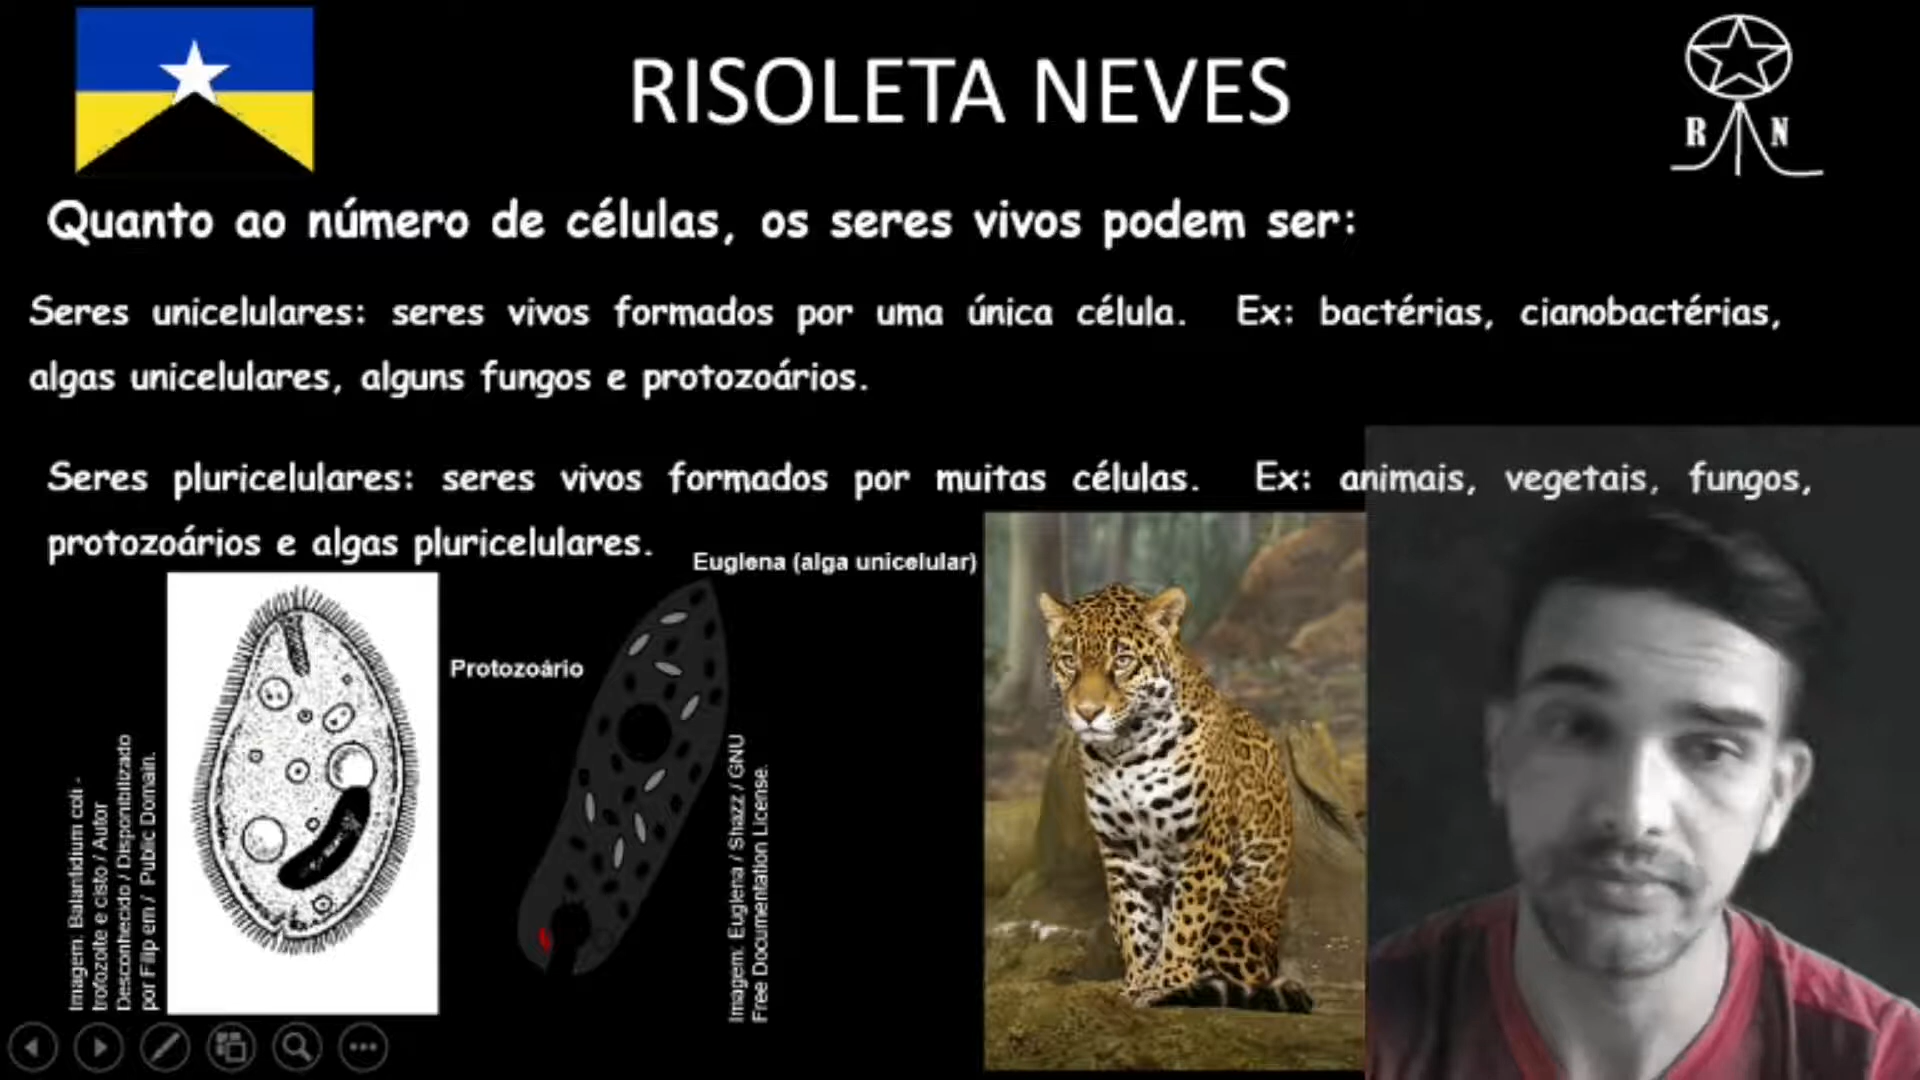 RISOLETA NEVES
R N
Quanto ao número de células, os seres vivos podem ser:
Seres unicelulares: seres vivos formados por uma única célula. Ex: bactérias, cianobactérias,
algas unicelulares, alguns fungos e protozoários.
Seres pluricelulares: seres vivos formados por muitas células. Ex: animais, vegetais, fungos,
protozoários e algas pluricelulares.
Euglena (alga unicelular)
Protozoário
Imagem: Balantidium coli -
trofozoíte e cisto / Autor
Desconhecido / Disponibilizado
por Filip em / Public Domain.
Imagem: Euglena / Shazz / GNU
Free Documentation License.